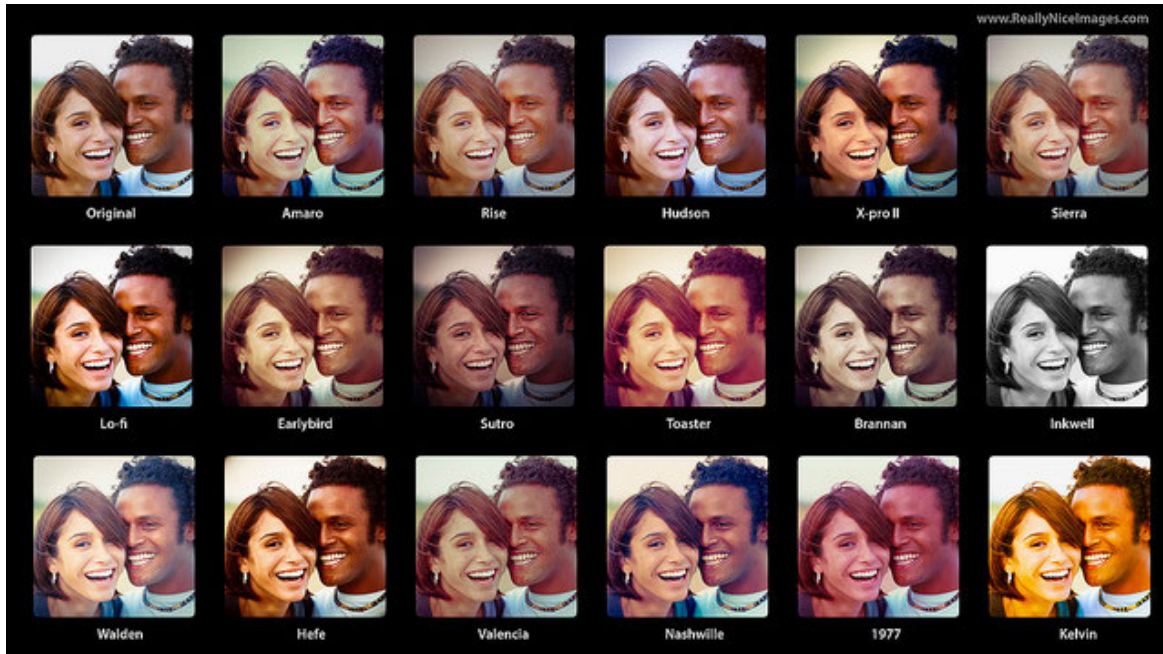 www.ReallyNiceImages.com
Original
Amaro
Rise
Hudson
X-pro II
Sierra
Lo-fi
Earlybird
Sutro
Toaster
Brannan
Inkwell
Walden
Hefe
Valencia
Nashwille
1977
Kelvin